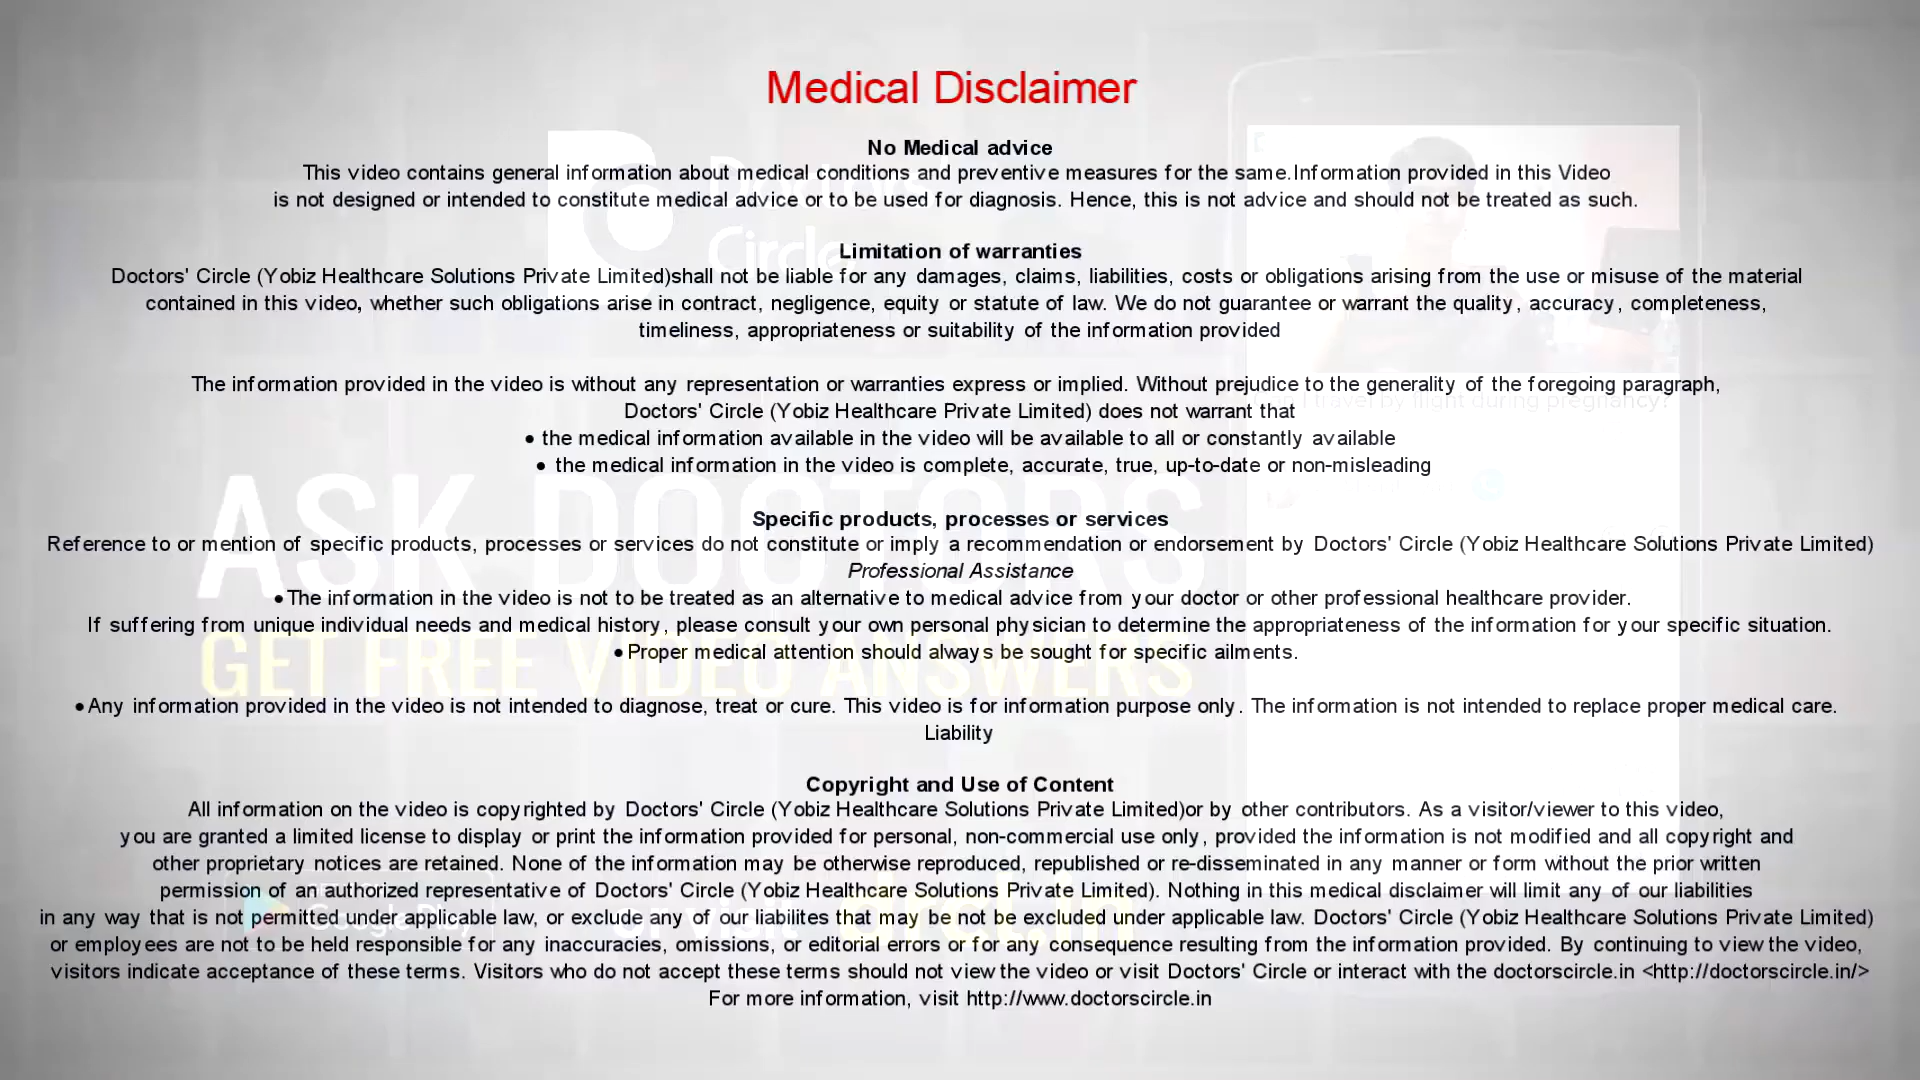 Medical Disclaimer
No Medical advice
This video contains general information about medical conditions and preventive measures for the same.Information provided in this Video
is not designed or intended to constitute medical advice or to be used for diagnosis. Hence, this is not advice and should not be treated as such.
Doctors'
Circle
Limitation of warranties
Doctors' Circle (Yobiz Healthcare Solutions Private Limited)shall not be liable for any damages, claims, liabilities, costs or obligations arising from the use or misuse of the material
contained in this video, whether such obligations arise in contract, negligence, equity or statute of law. We do not guarantee or warrant the quality, accuracy, completeness,
timeliness, appropriateness or suitability of the information provided
The information provided in the video is without any representation or warranties express or implied. Without prejudice to the generality of the foregoing paragraph,
Can I travel by flight during pregnancy?
Doctors' Circle (Yobiz Healthcare Private Limited) does not warrant that
• the medical information available in the video will be available to all or constantly available
• the medical information in the video is complete, accurate, true, up-to-date or non-misleading
ASK DOCTORS
Specific products, processes or services
Reference to or mention of specific products, processes or services do not constitute or imply a recommendation or endorsement by Doctors' Circle (Yobiz Healthcare Solutions Private Limited)
Professional Assistance
•The information in the video is not to be treated as an alternative to medical advice from your doctor or other professional healthcare provider.
If suffering from unique individual needs and medical history, please consult your own personal physician to determine the appropriateness of the information for your specific situation.
•Proper medical attention should always be sought for specific ailments.
GET FREE VIDEO ANSWERS
•Any information provided in the video is not intended to diagnose, treat or cure. This video is for information purpose only. The information is not intended to replace proper medical care.
Liability
Copyright and Use of Content
All information on the video is copyrighted by Doctors' Circle (Yobiz Healthcare Solutions Private Limited)or by other contributors. As a visitor/viewer to this video,
you are granted a limited license to display or print the information provided for personal, non-commercial use only, provided the information is not modified and all copyright and
other proprietary notices are retained. None of the information may be otherwise reproduced, republished or re-disseminated in any manner or form without the prior written
permission of an authorized representative of Doctors' Circle (Yobiz Healthcare Solutions Private Limited). Nothing in this medical disclaimer will limit any of our liabilities
in any way that is not permitted under applicable law, or exclude any of our liabilites that may be not be excluded under applicable law. Doctors' Circle (Yobiz Healthcare Solutions Private Limited)
Google Play or visit drcl.in
or employees are not to be held responsible for any inaccuracies, omissions, or editorial errors or for any consequence resulting from the information provided. By continuing to view the video,
visitors indicate acceptance of these terms. Visitors who do not accept these terms should not view the video or visit Doctors' Circle or interact with the doctorscircle.in <http://doctorscircle.in/>
For more information, visit http://www.doctorscircle.in